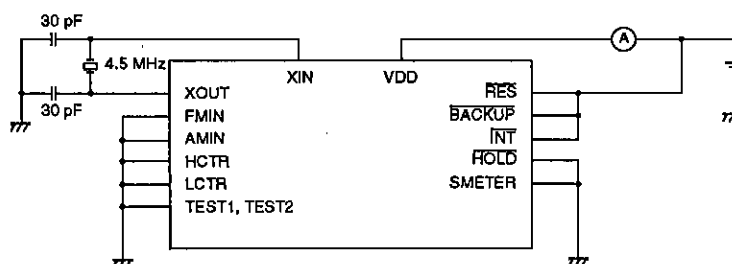 30 pF
4.5 MHz
30 pF
A
XIN
VDD
XOUT
FMIN
AMIN
HCTR
LCTR
TEST1, TEST2
RES
BACKUP
INT
HOLD
SMETER